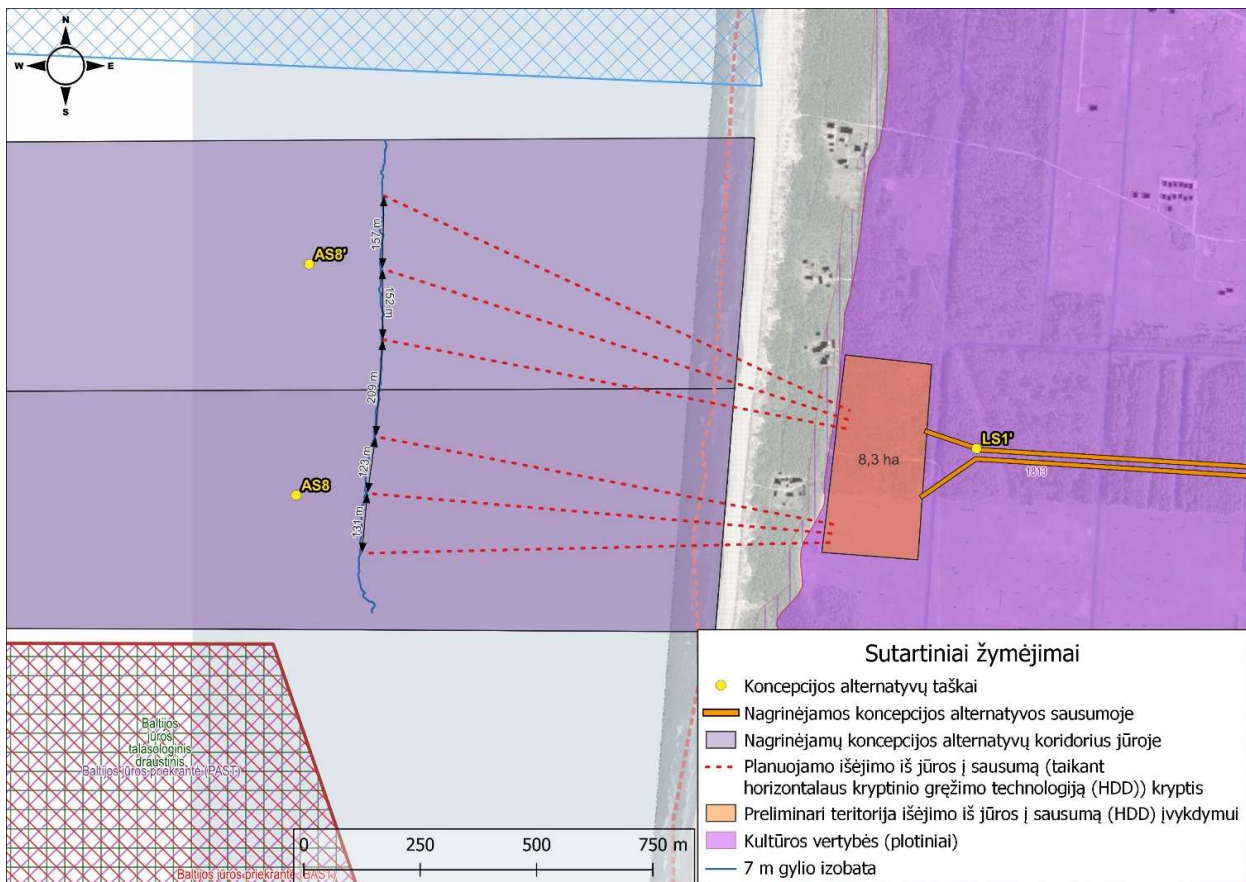 N
W
E
S
AS8'
157 m
152 m
209 m
AS8
123 m
131 m
8,3 ha
LS1'
1813
Baltijos
jūros
talasologinis
draustinis
Baltijos jūros priekrantė (PAST)
Baltijos jūros priekrantė (BAST)
0
250
500
750 m
Sutartiniai žymėjimai
Koncepcijos alternatyvų taškai
Nagrinėjamos koncepcijos alternatyvos sausumoje
Nagrinėjamų koncepcijos alternatyvų koridorius jūroje
Planuojamo išėjimo iš jūros į sausumą (taikant
horizontalaus kryptinio gręžimo technologiją (HDD)) kryptis
Preliminari teritorija išėjimo iš jūros į sausumą (HDD) įvykdymui
Kultūros vertybės (plotiniai)
7 m gylio izobata